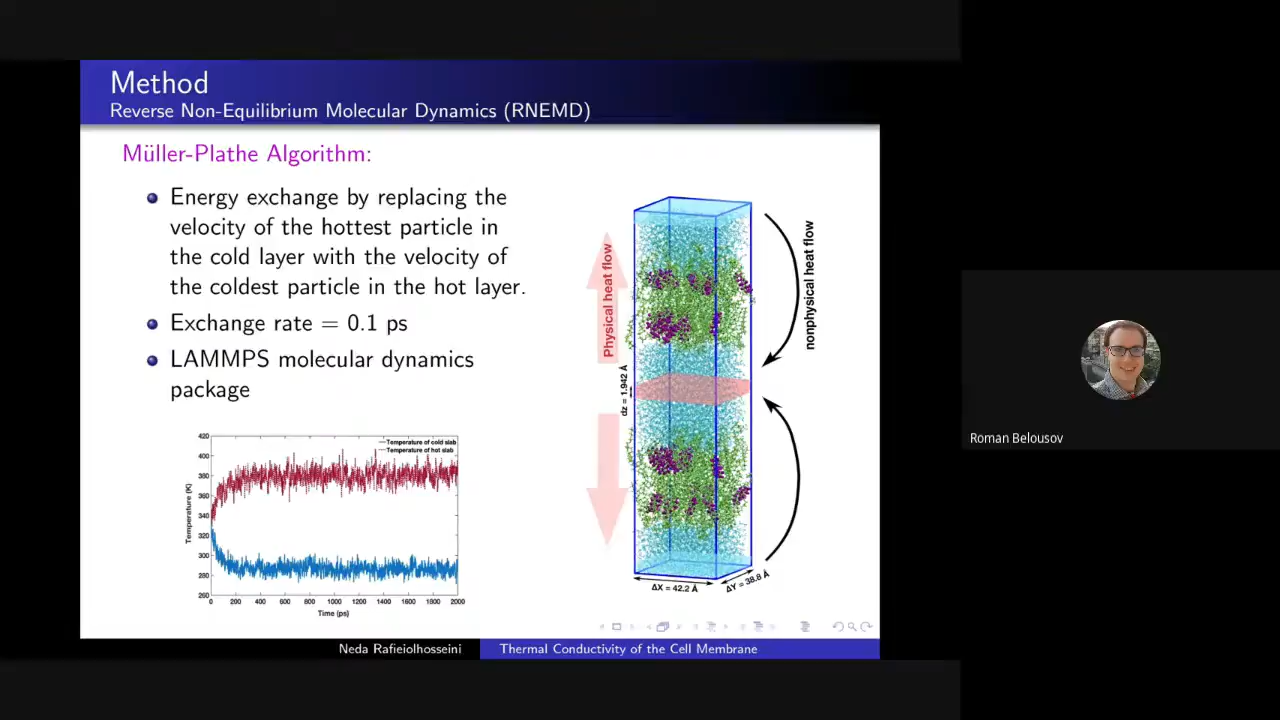 Method
Reverse Non-Equilibrium Molecular Dynamics (RNEMD)
Müller-Plathe Algorithm:
Energy exchange by replacing the
velocity of the hottest particle in
the cold layer with the velocity of
the coldest particle in the hot layer.
Exchange rate = 0.1 ps
LAMMPS molecular dynamics
package
420
400
380
360
340
320
300
280
260
Temperature (K)
Temperature of cold slab
Temperature of hot slab
0 200 400 600 800 1000 1200 1400 1600 1800 2000
Time (ps)
Physical heat flow
nonphysical heat flow
dz = 1.942 Å
ΔX = 42.2 Å
ΔY = 38.8 Å
Neda Rafieiolhosseini
Thermal Conductivity of the Cell Membrane
Roman Belousov